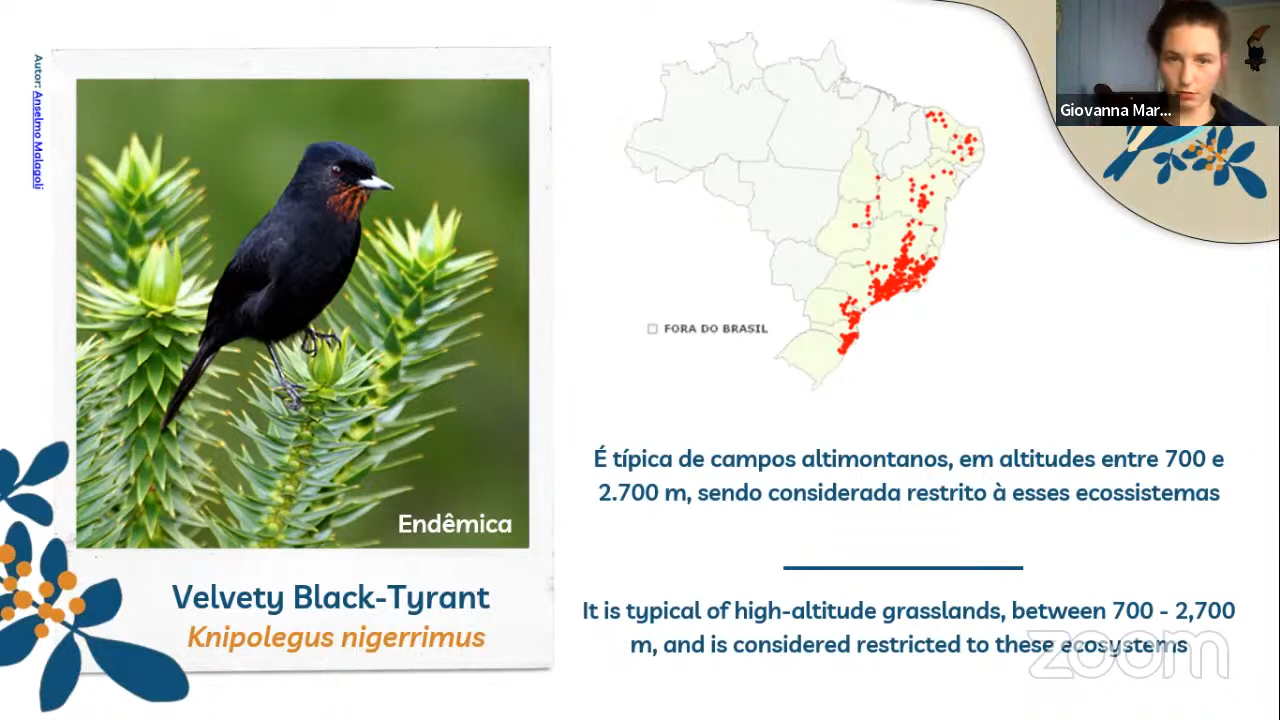 Autor: Anselmo Malagoli
Giovanna Mar...
FORA DO BRASIL
Endêmica
Velvety Black-Tyrant
Knipolegus nigerrimus
É típica de campos altimontanos, em altitudes entre 700 e
2.700 m, sendo considerada restrito à esses ecossistemas
It is typical of high-altitude grasslands, between 700 - 2,700
m, and is considered restricted to these ecosystems
zoom